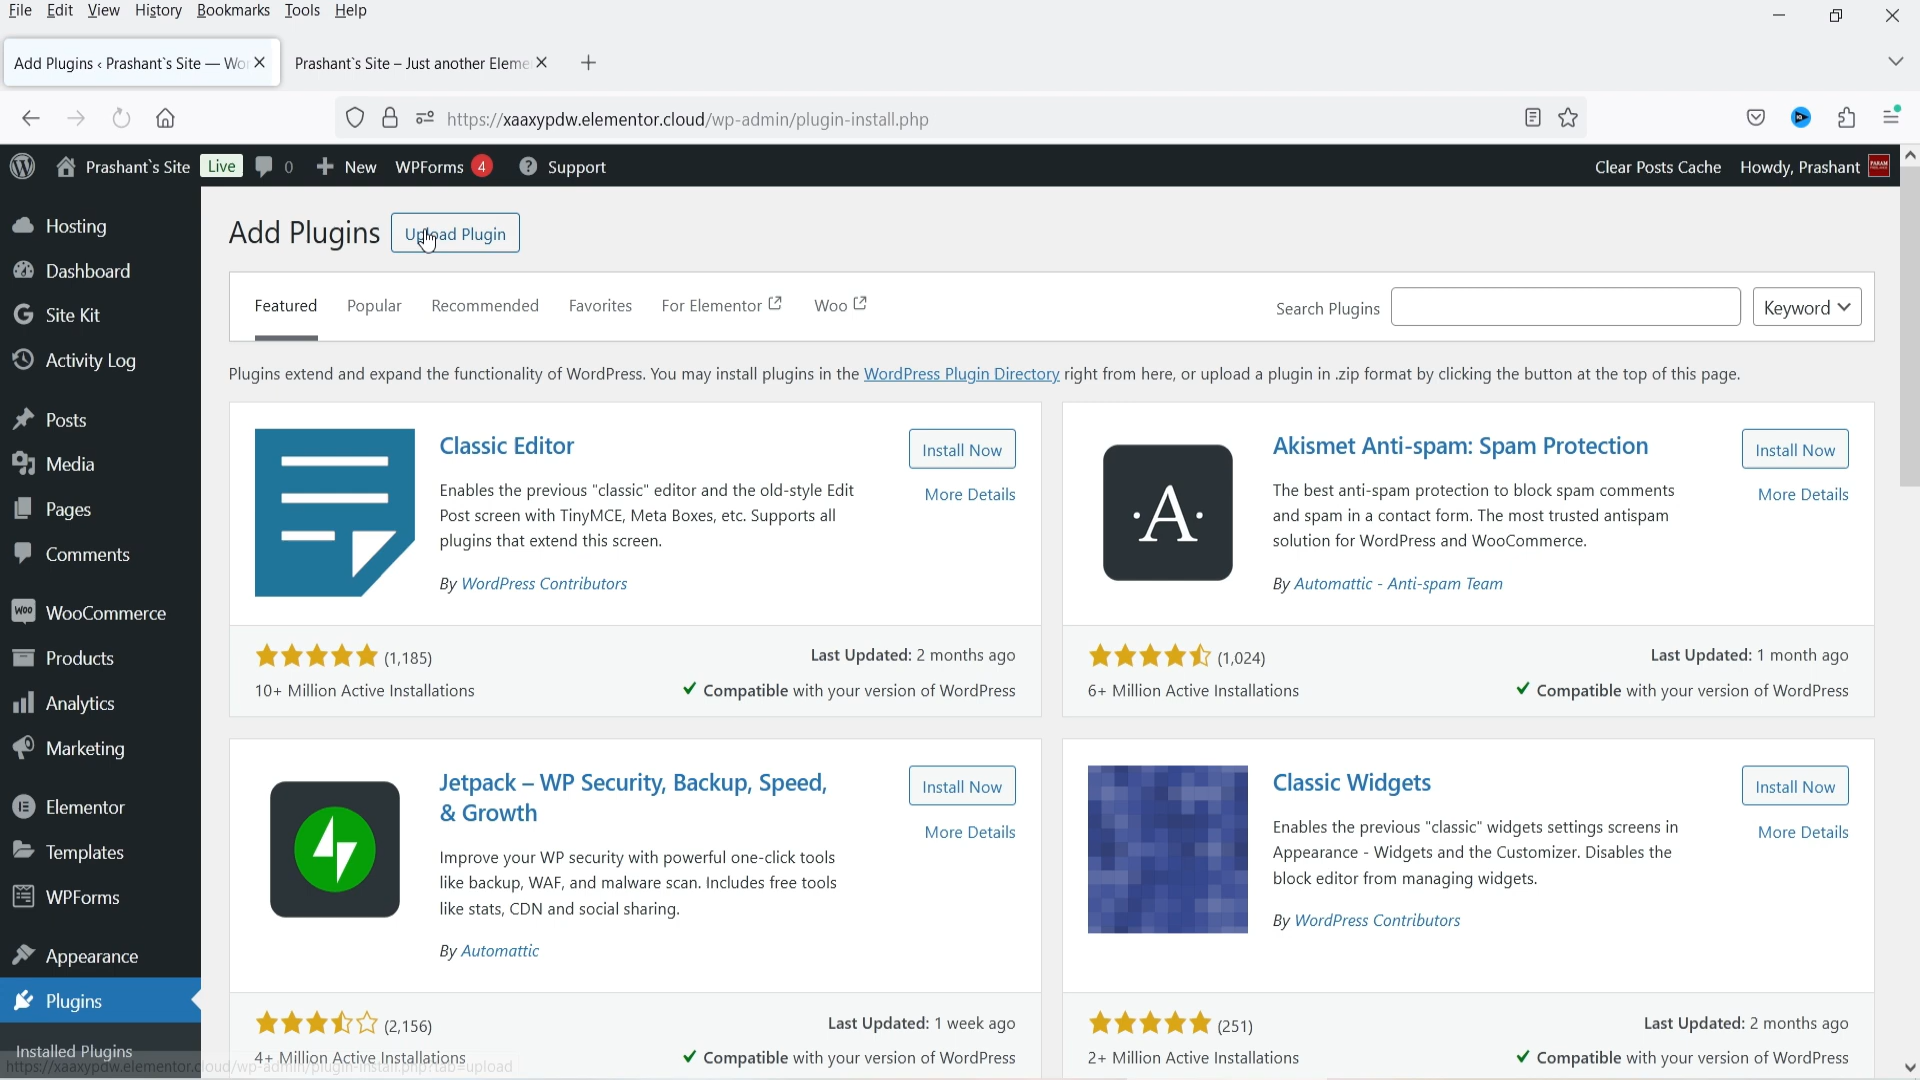 File Edit View History Bookmarks Tools Help
Add Plugins ‹ Prashant`s Site — Wor
Prashant`s Site – Just another Eleme
https://xaaxypdw.elementor.cloud/wp-admin/plugin-install.php
Prashant`s Site Live 0 New WPForms 4 Support
Clear Posts Cache Howdy, Prashant
Hosting
Dashboard
Site Kit
Activity Log
Posts
Media
Pages
Comments
WooCommerce
Products
Analytics
Marketing
Elementor
Templates
WPForms
Appearance
Plugins
Installed Plugins
https://xaaxypdw.elementor.cloud/wp-admin/plugin-install.php?tab=upload
Add Plugins Upload Plugin
Featured Popular Recommended Favorites For Elementor Woo
Search Plugins Keyword
Plugins extend and expand the functionality of WordPress. You may install plugins in the WordPress Plugin Directory right from here, or upload a plugin in .zip format by clicking the button at the top of this page.
Classic Editor
Install Now
More Details
Enables the previous "classic" editor and the old-style Edit
Post screen with TinyMCE, Meta Boxes, etc. Supports all
plugins that extend this screen.
By WordPress Contributors
(1,185)
Last Updated: 2 months ago
10+ Million Active Installations
Compatible with your version of WordPress
·A·
Akismet Anti-spam: Spam Protection
Install Now
More Details
The best anti-spam protection to block spam comments
and spam in a contact form. The most trusted antispam
solution for WordPress and WooCommerce.
By Automattic - Anti-spam Team
(1,024)
Last Updated: 1 month ago
6+ Million Active Installations
Compatible with your version of WordPress
Jetpack – WP Security, Backup, Speed,
& Growth
Install Now
More Details
Improve your WP security with powerful one-click tools
like backup, WAF, and malware scan. Includes free tools
like stats, CDN and social sharing.
By Automattic
(2,156)
Last Updated: 1 week ago
4+ Million Active Installations
Compatible with your version of WordPress
Classic Widgets
Install Now
More Details
Enables the previous "classic" widgets settings screens in
Appearance - Widgets and the Customizer. Disables the
block editor from managing widgets.
By WordPress Contributors
(251)
Last Updated: 2 months ago
2+ Million Active Installations
Compatible with your version of WordPress